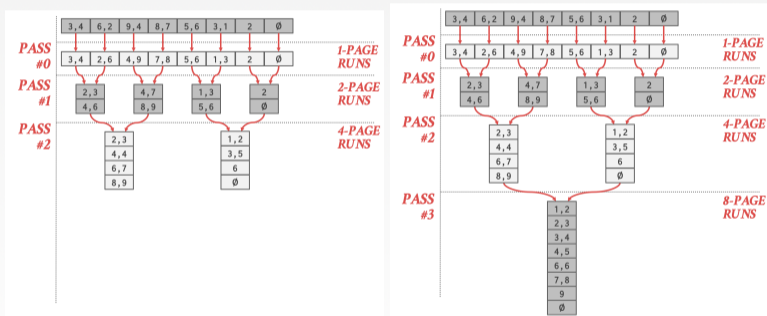 3,4 6,2 9,4 8,7 5,6 3,1 2 Ø
PASS #0
3,4 2,6 4,9 7,8 5,6 1,3 2 Ø
1-PAGE RUNS
PASS #1
2,3 4,7 1,3 2
4,6 8,9 5,6 Ø
2-PAGE RUNS
PASS #2
2,3 1,2
4,4 3,5
6,7 6
8,9 Ø
4-PAGE RUNS
3,4 6,2 9,4 8,7 5,6 3,1 2 Ø
PASS #0
3,4 2,6 4,9 7,8 5,6 1,3 2 Ø
1-PAGE RUNS
PASS #1
2,3 4,7 1,3 2
4,6 8,9 5,6 Ø
2-PAGE RUNS
PASS #2
2,3 1,2
4,4 3,5
6,7 6
8,9 Ø
4-PAGE RUNS
PASS #3
1,2
2,3
3,4
4,5
6,6
7,8
9
Ø
8-PAGE RUNS